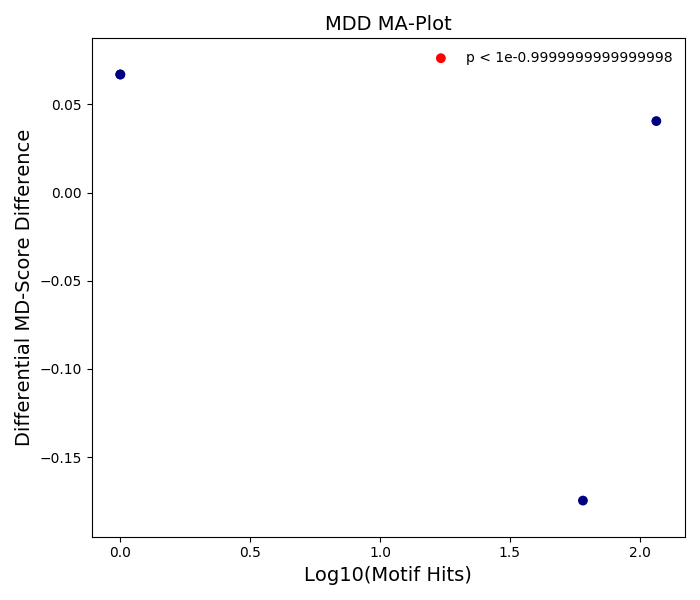 MDD MA-Plot
p < 1e-0.9999999999999998
0.05
0.00
−0.05
−0.10
−0.15
Differential MD-Score Difference
0.0 0.5 1.0 1.5 2.0
Log10(Motif Hits)